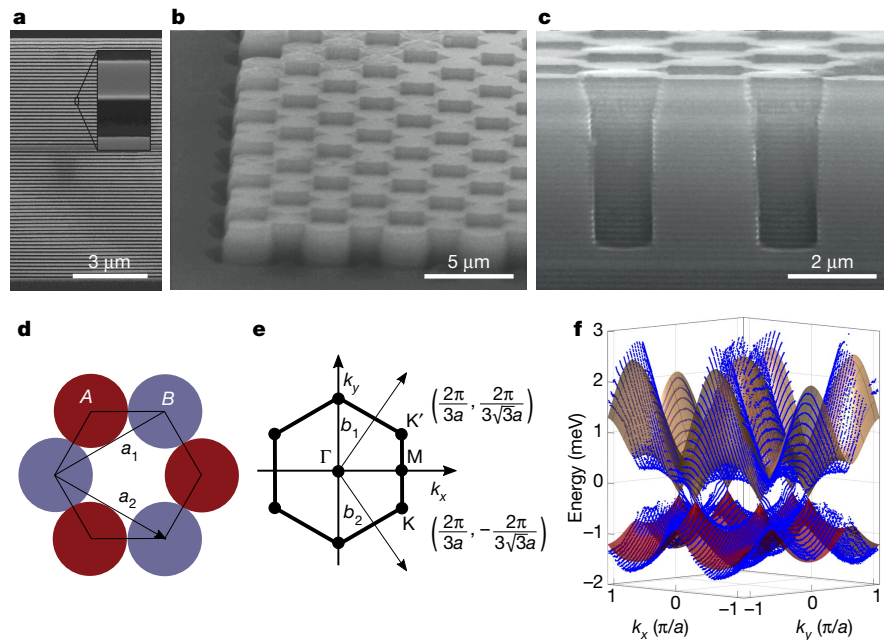 a
b
c
3 μm
5 μm
2 μm
d
A
B
a1
a2
e
ky
b1
K′
(2π/3a, 2π/3√3a)
Γ
M
kx
b2
K
(2π/3a, −2π/3√3a)
f
3
2
1
0
−1
−2
Energy (meV)
1
0
−1
−1
0
1
kx (π/a)
ky (π/a)